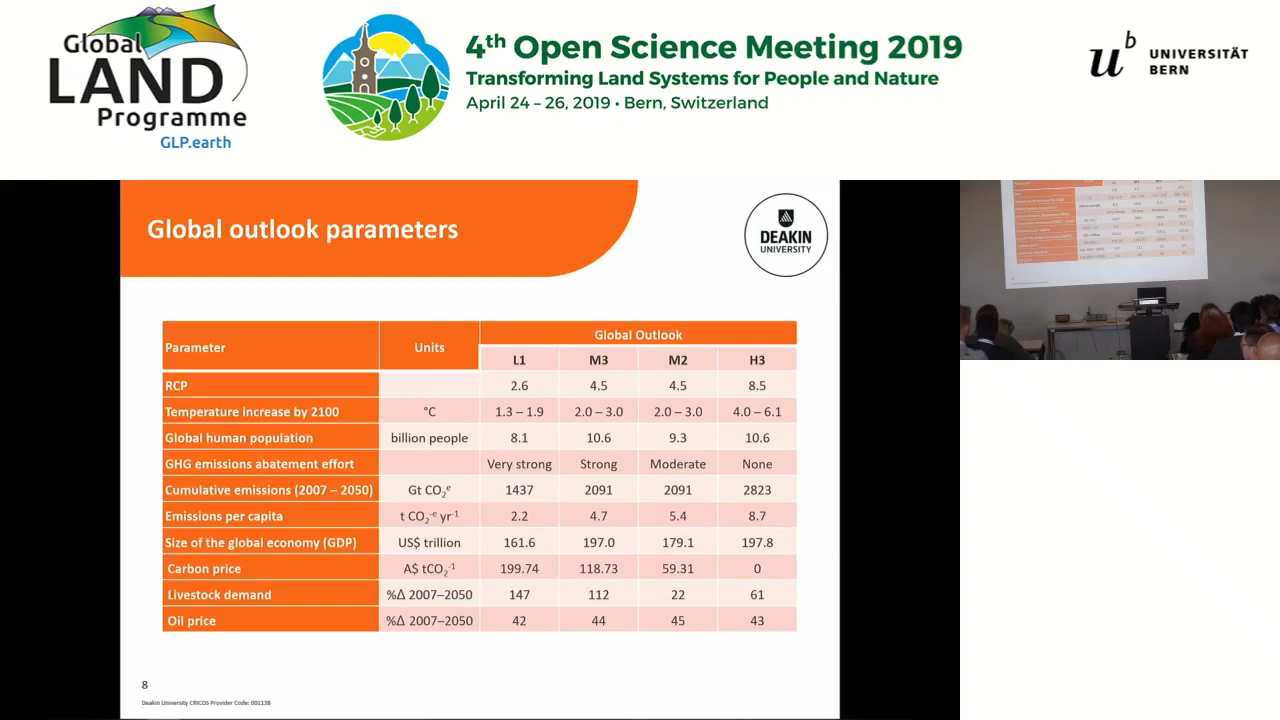 Global
LAND
Programme
GLP.earth
4th Open Science Meeting 2019
Transforming Land Systems for People and Nature
April 24 – 26, 2019 • Bern, Switzerland
u b UNIVERSITÄT
BERN
Global outlook parameters
DEAKIN
UNIVERSITY
Parameter Units Global Outlook
L1 M3 M2 H3
RCP 2.6 4.5 4.5 8.5
Temperature increase by 2100 °C 1.3 – 1.9 2.0 – 3.0 2.0 – 3.0 4.0 – 6.1
Global human population billion people 8.1 10.6 9.3 10.6
GHG emissions abatement effort Very strong Strong Moderate None
Cumulative emissions (2007 – 2050) Gt CO2e 1437 2091 2091 2823
Emissions per capita t CO2-e yr-1 2.2 4.7 5.4 8.7
Size of the global economy (GDP) US$ trillion 161.6 197.0 179.1 197.8
Carbon price A$ tCO2-1 199.74 118.73 59.31 0
Livestock demand %Δ 2007–2050 147 112 22 61
Oil price %Δ 2007–2050 42 44 45 43
8
Deakin University CRICOS Provider Code: 00113B